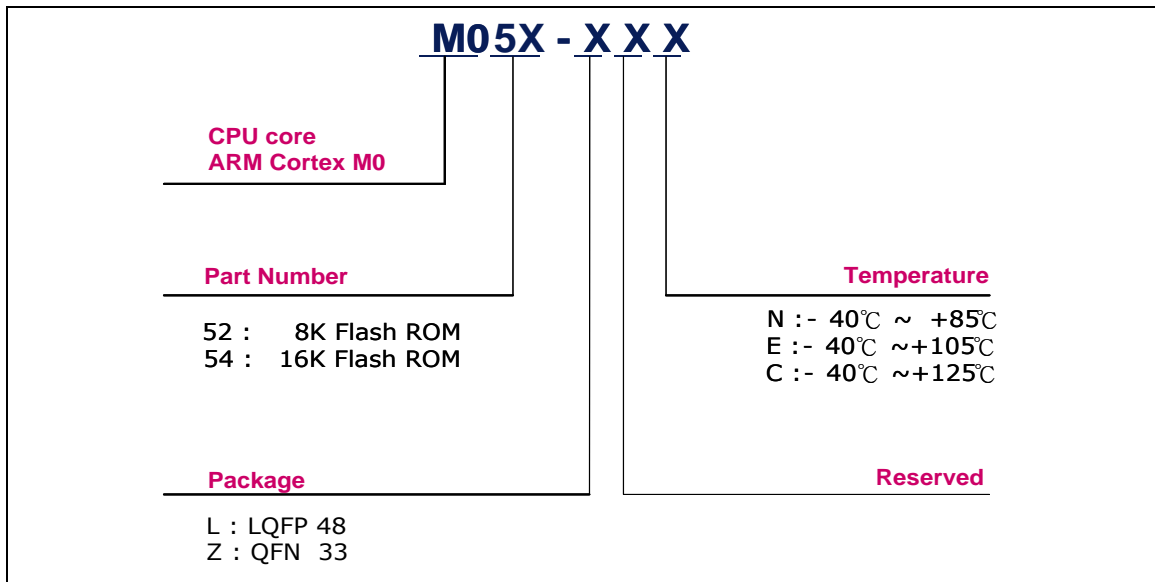 M05X - X X X
CPU core
ARM Cortex M0
Part Number
52 : 8K Flash ROM
54 : 16K Flash ROM
Temperature
N :- 40℃ ~ +85℃
E :- 40℃ ~+105℃
C :- 40℃ ~+125℃
Package
L : LQFP 48
Z : QFN 33
Reserved